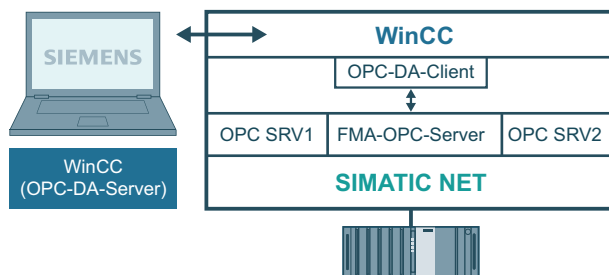 SIEMENS
WinCC
(OPC-DA-Server)
WinCC
OPC-DA-Client
OPC SRV1
FMA-OPC-Server
OPC SRV2
SIMATIC NET